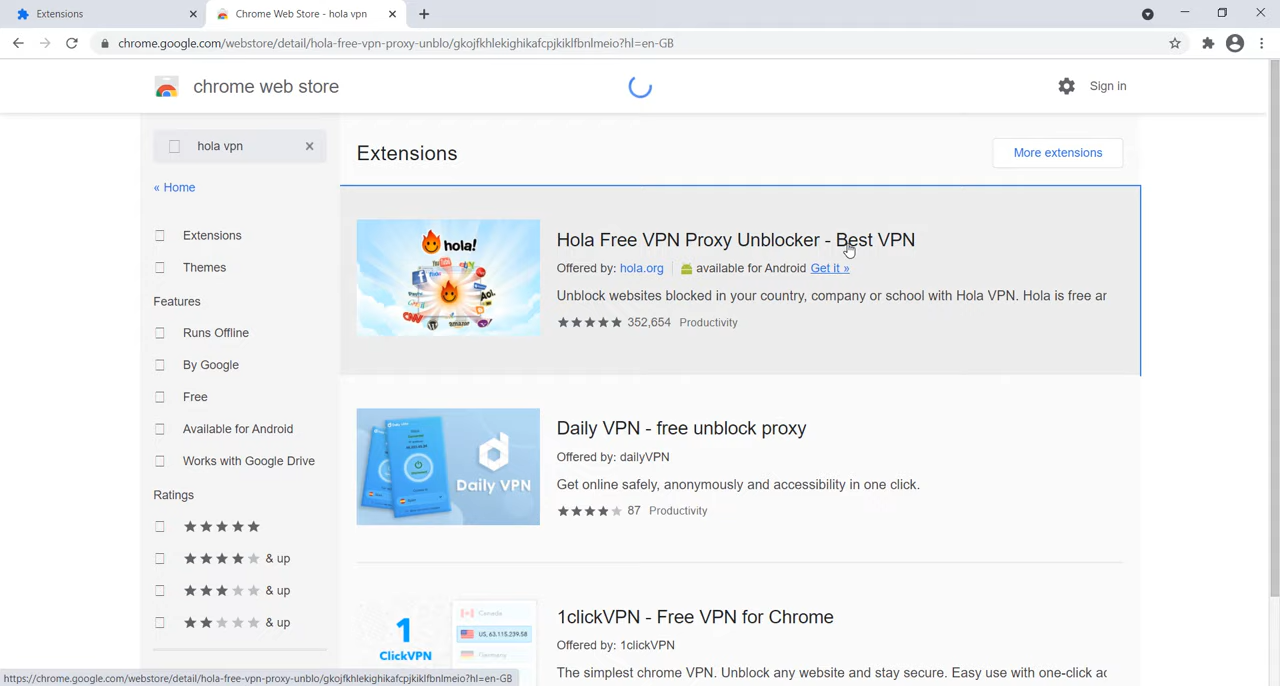 Extensions
Chrome Web Store - hola vpn
chrome.google.com/webstore/detail/hola-free-vpn-proxy-unblo/gkojfkhlekighikafcpjkiklfbnlmeio?hl=en-GB
chrome web store
Sign in
hola vpn
« Home
Extensions
Themes
Features
Runs Offline
By Google
Free
Available for Android
Works with Google Drive
Ratings
& up
& up
& up
Extensions
More extensions
hola!
Hola Free VPN Proxy Unblocker - Best VPN
Offered by: hola.org available for Android Get it »
Unblock websites blocked in your country, company or school with Hola VPN. Hola is free ar
352,654 Productivity
Daily VPN
Daily VPN - free unblock proxy
Offered by: dailyVPN
Get online safely, anonymously and accessibility in one click.
87 Productivity
1
ClickVPN
Canada
US, 63.115.239.58
Germany
1clickVPN - Free VPN for Chrome
Offered by: 1clickVPN
The simplest chrome VPN. Unblock any website and stay secure. Easy use with one-click ac
https://chrome.google.com/webstore/detail/hola-free-vpn-proxy-unblo/gkojfkhlekighikafcpjkiklfbnlmeio?hl=en-GB